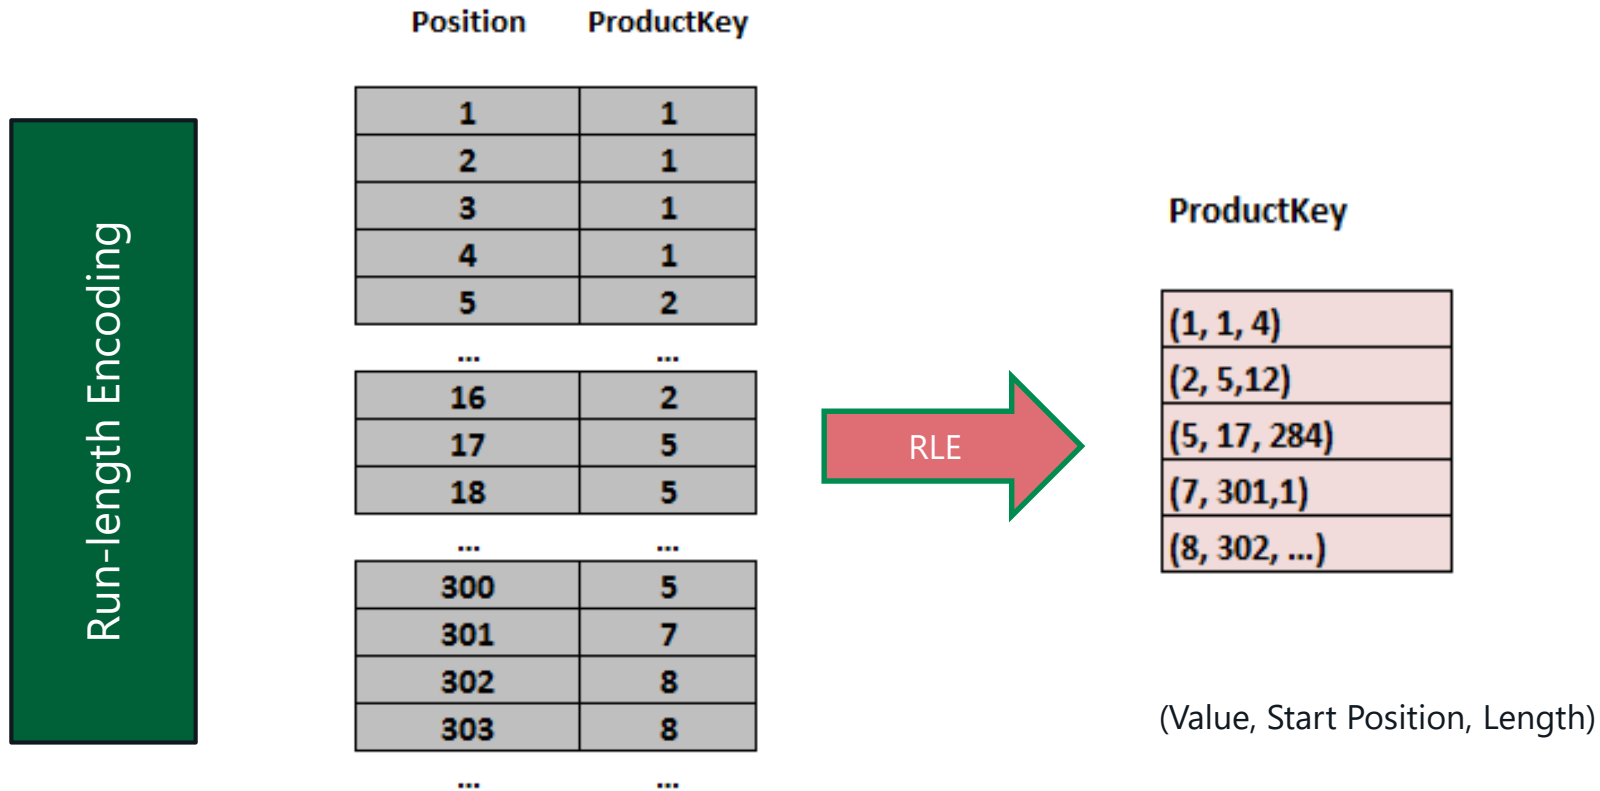 Run-length Encoding
Position ProductKey
1 1
2 1
3 1
4 1
5 2
... ...
16 2
17 5
18 5
... ...
300 5
301 7
302 8
303 8
... ...
RLE
ProductKey
(1, 1, 4)
(2, 5,12)
(5, 17, 284)
(7, 301,1)
(8, 302, ...)
(Value, Start Position, Length)